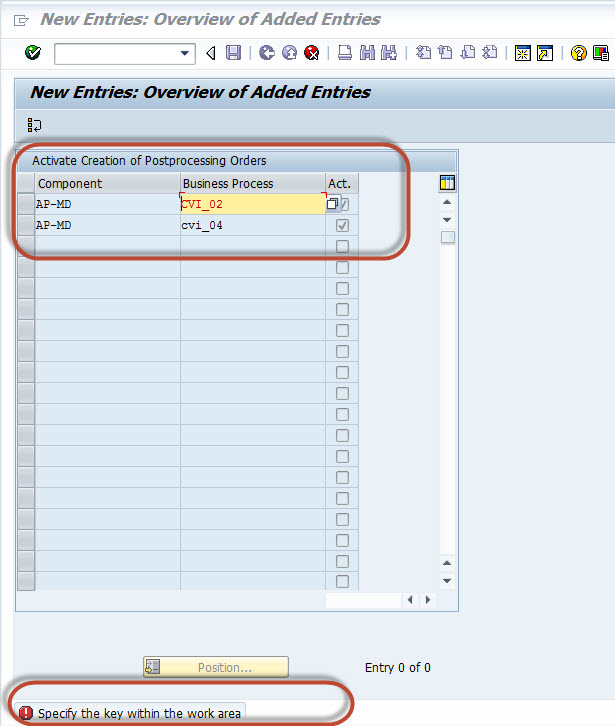 New Entries: Overview of Added Entries
New Entries: Overview of Added Entries
Activate Creation of Postprocessing Orders
Component Business Process Act.
AP-MD CVI_02
AP-MD cvi_04
Position... Entry 0 of 0
Specify the key within the work area